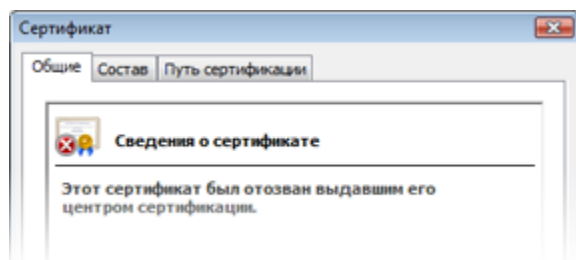 Сертификат
Общие Состав Путь сертификации
Сведения о сертификате
Этот сертификат был отозван выдавшим его
центром сертификации.